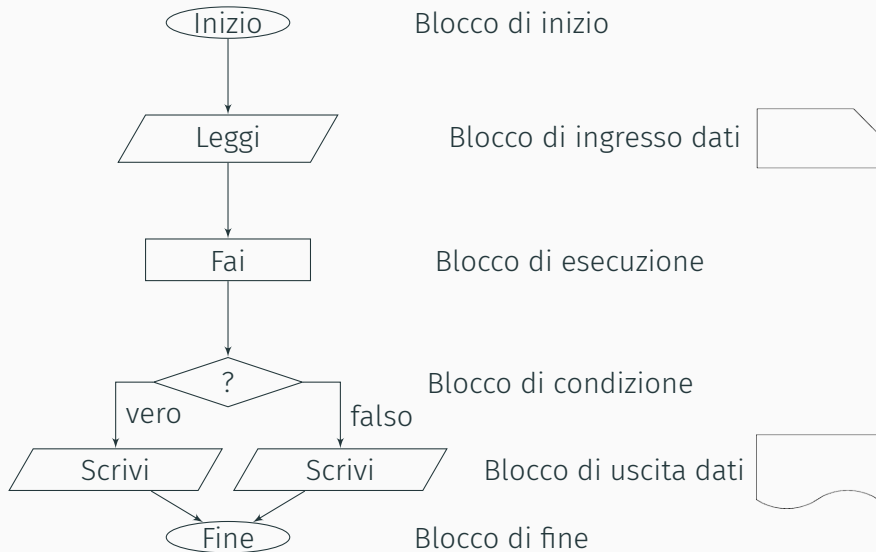 Inizio Blocco di inizio
Leggi Blocco di ingresso dati
Fai Blocco di esecuzione
? Blocco di condizione
vero falso
Scrivi Scrivi Blocco di uscita dati
Fine Blocco di fine